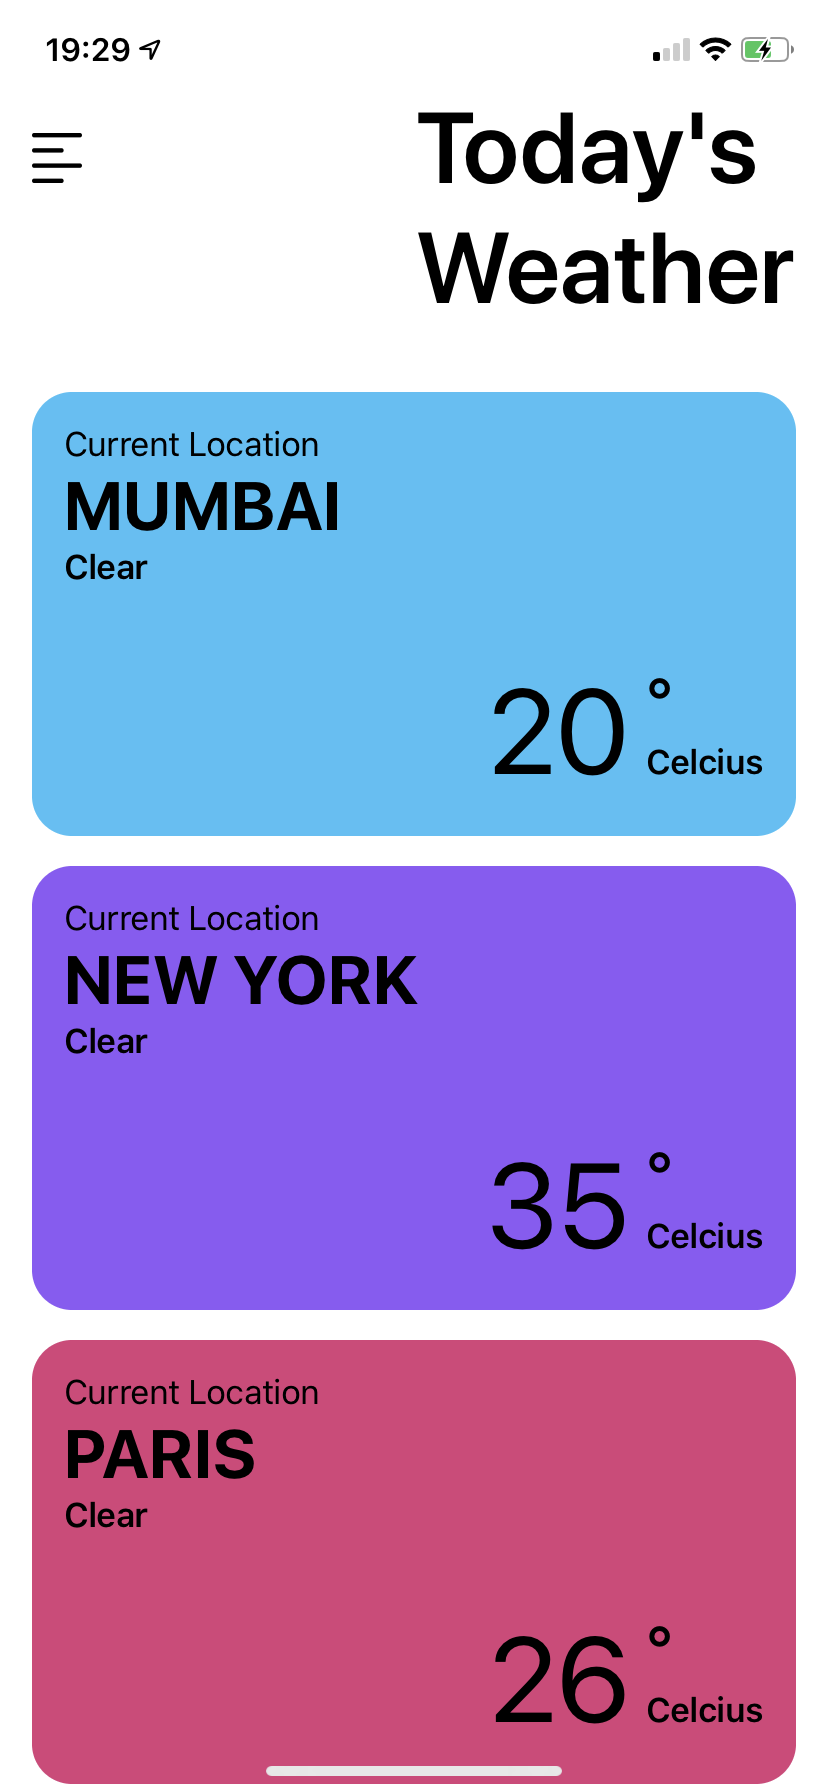 19:29
Today's
Weather
Current Location
MUMBAI
Clear
20°
Celcius
Current Location
NEW YORK
Clear
35°
Celcius
Current Location
PARIS
Clear
26°
Celcius